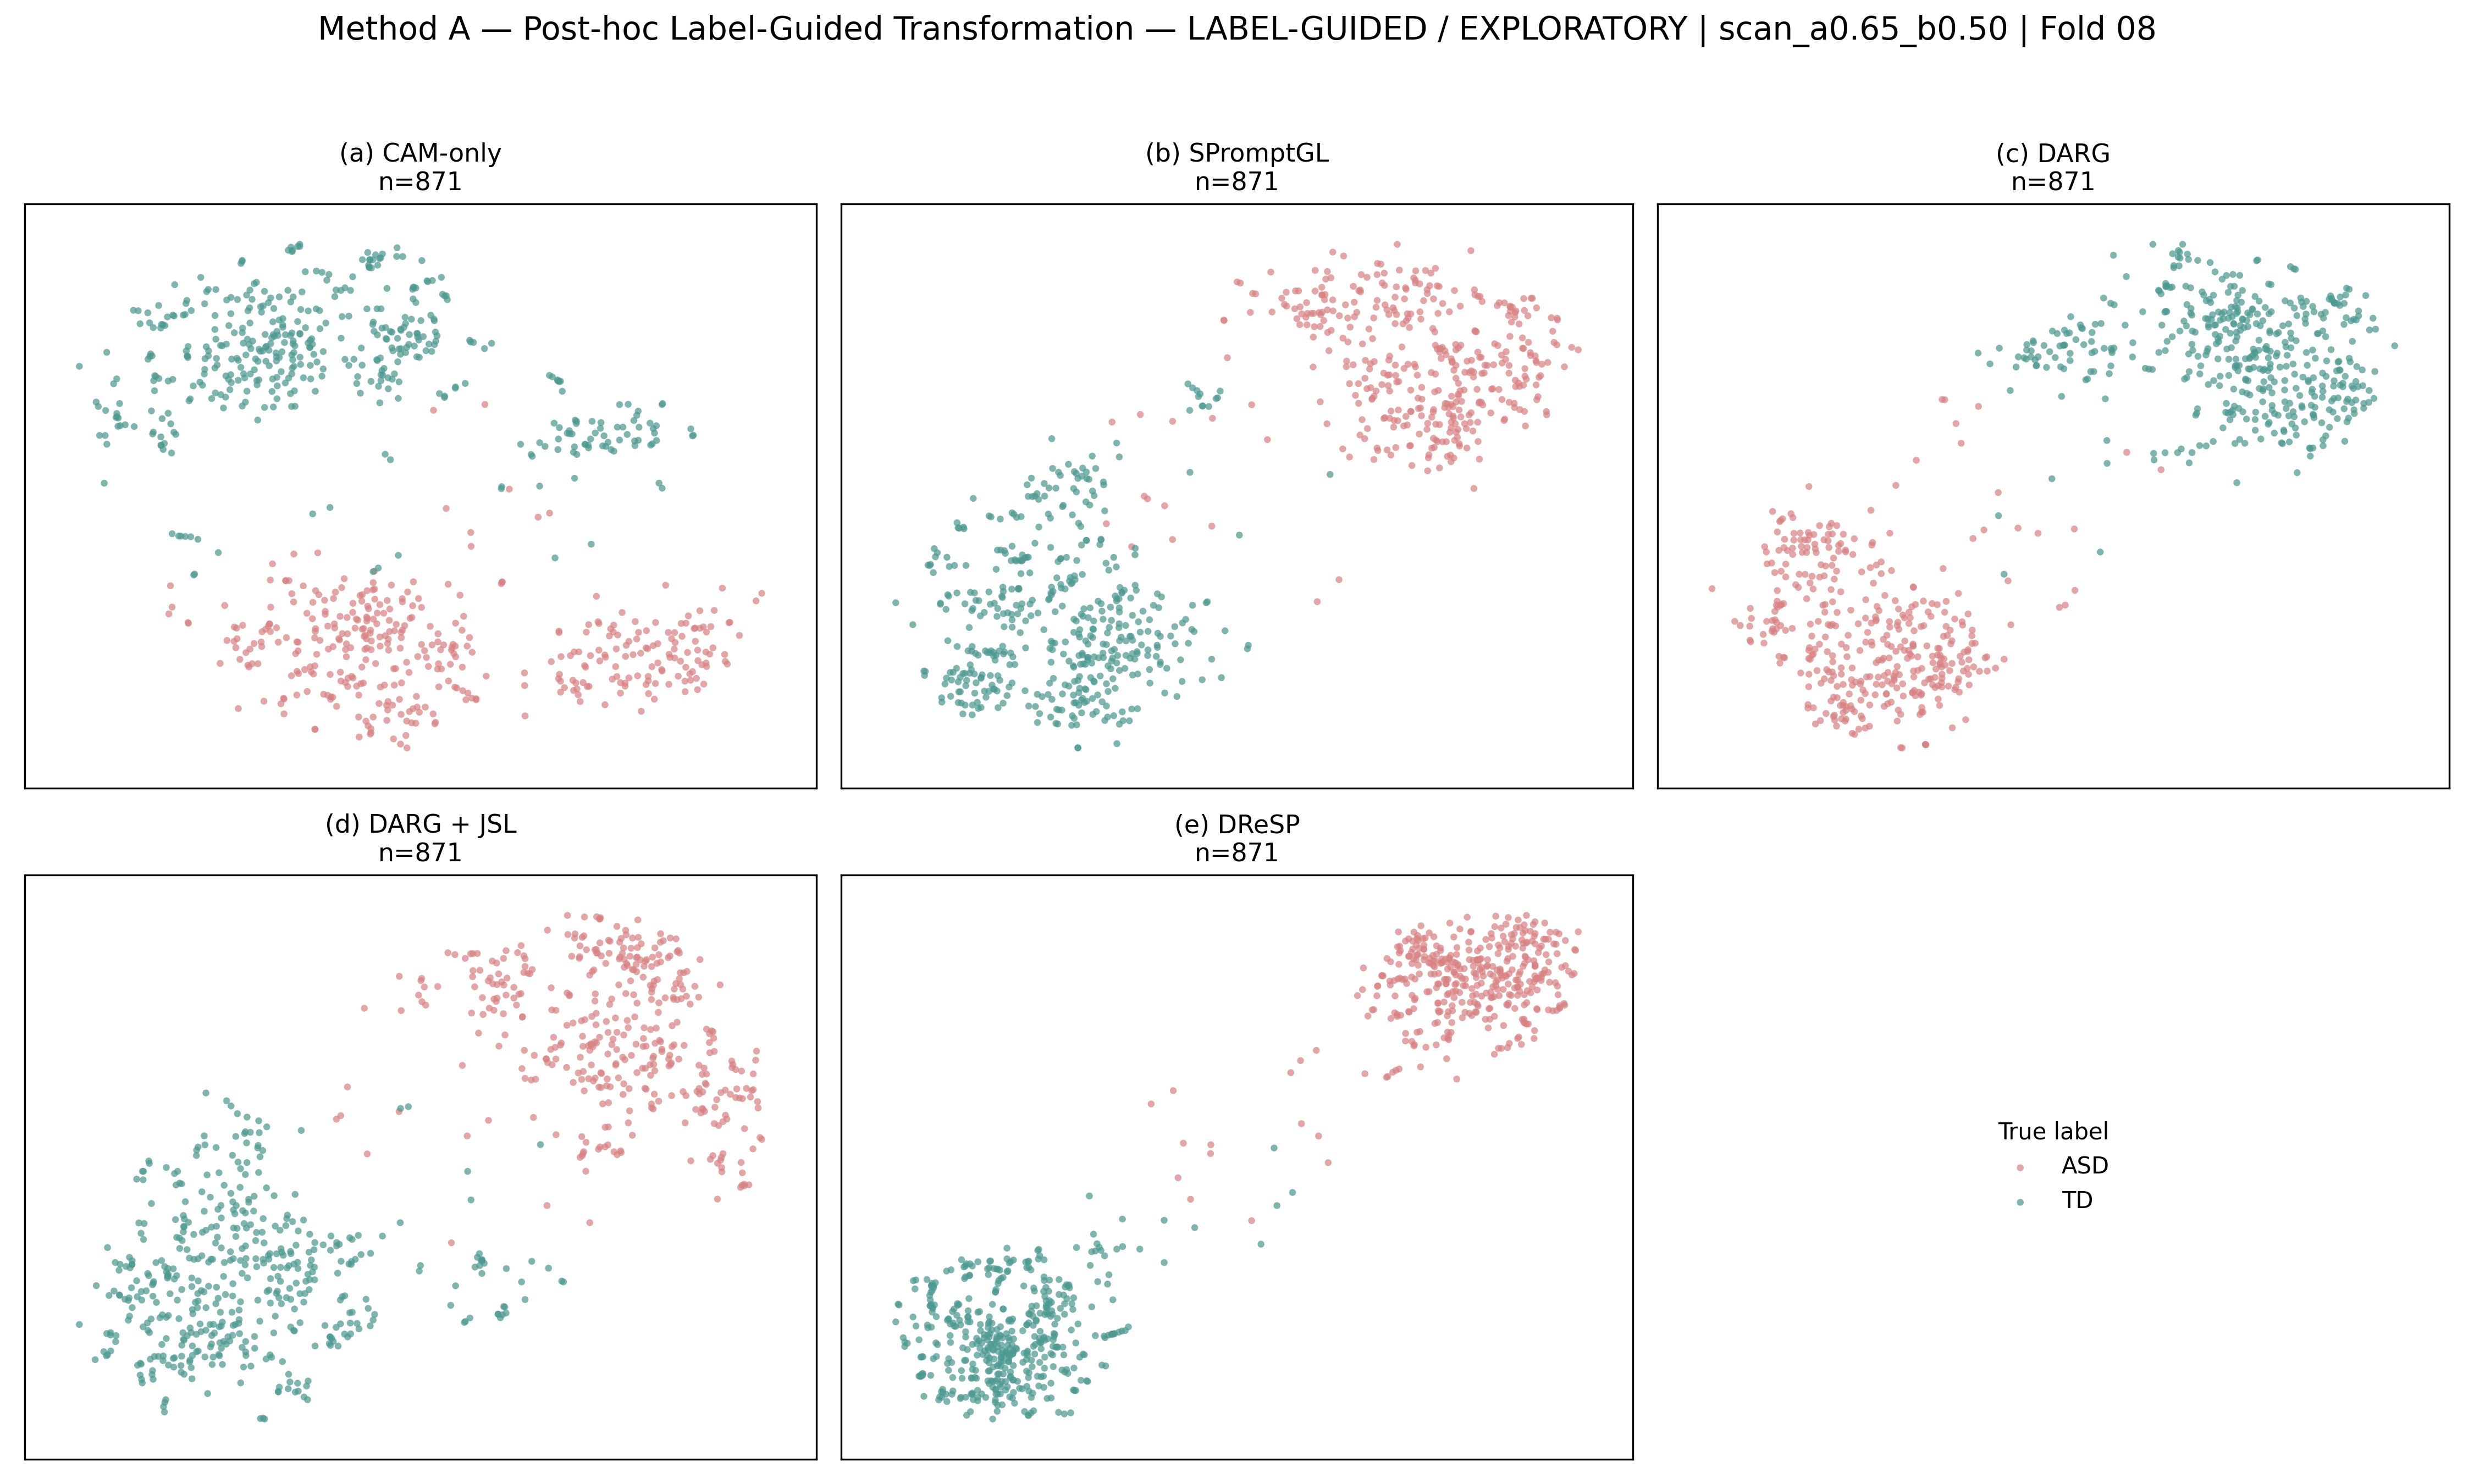 Method A — Post-hoc Label-Guided Transformation — LABEL-GUIDED / EXPLORATORY | scan_a0.65_b0.50 | Fold 08
(a) CAM-only
n=871
(b) SPromptGL
n=871
(c) DARG
n=871
(d) DARG + JSL
n=871
(e) DReSP
n=871
True label
ASD
TD